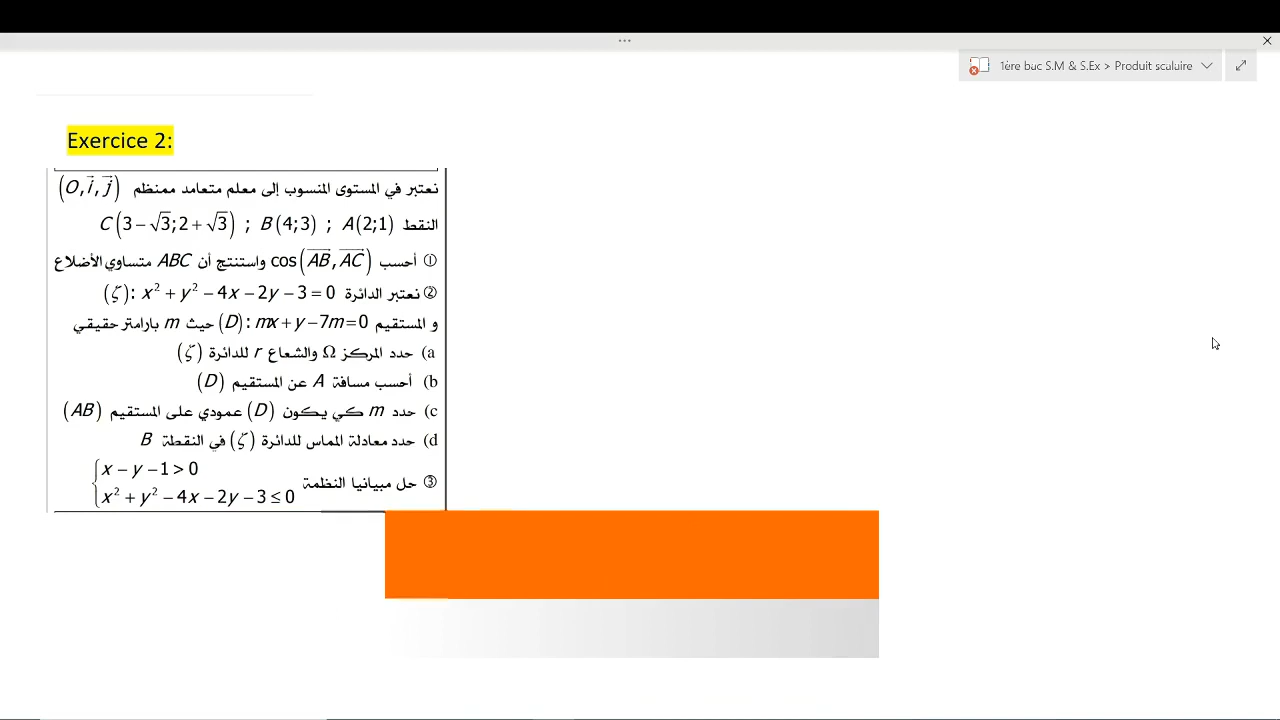 1ère bac S.M & S.Ex > Produit scalaire
Exercice 2:
نعتبر في المستوى المنسوب إلى معلم متعامد ممنظم (O,i⃗,j⃗)
النقط A(2;1) ; B(4;3) ; C(3−√3;2+√3)
① أحسب cos(AB⃗,AC⃗) واستنتج أن ABC متساوي الأضلاع
② نعتبر الدائرة (ζ): x² + y² − 4x − 2y − 3 = 0
و المستقيم (D): mx + y − 7m = 0 حيث m بارامتر حقيقي
a) حدد المركز Ω والشعاع r للدائرة (ζ)
b) أحسب مسافة A عن المستقيم (D)
c) حدد m كي يكون (D) عمودي على المستقيم (AB)
d) حدد معادلة المماس للدائرة (ζ) في النقطة B
③ حل مبيانيا النظمة { x − y − 1 > 0
x² + y² − 4x − 2y − 3 ≤ 0